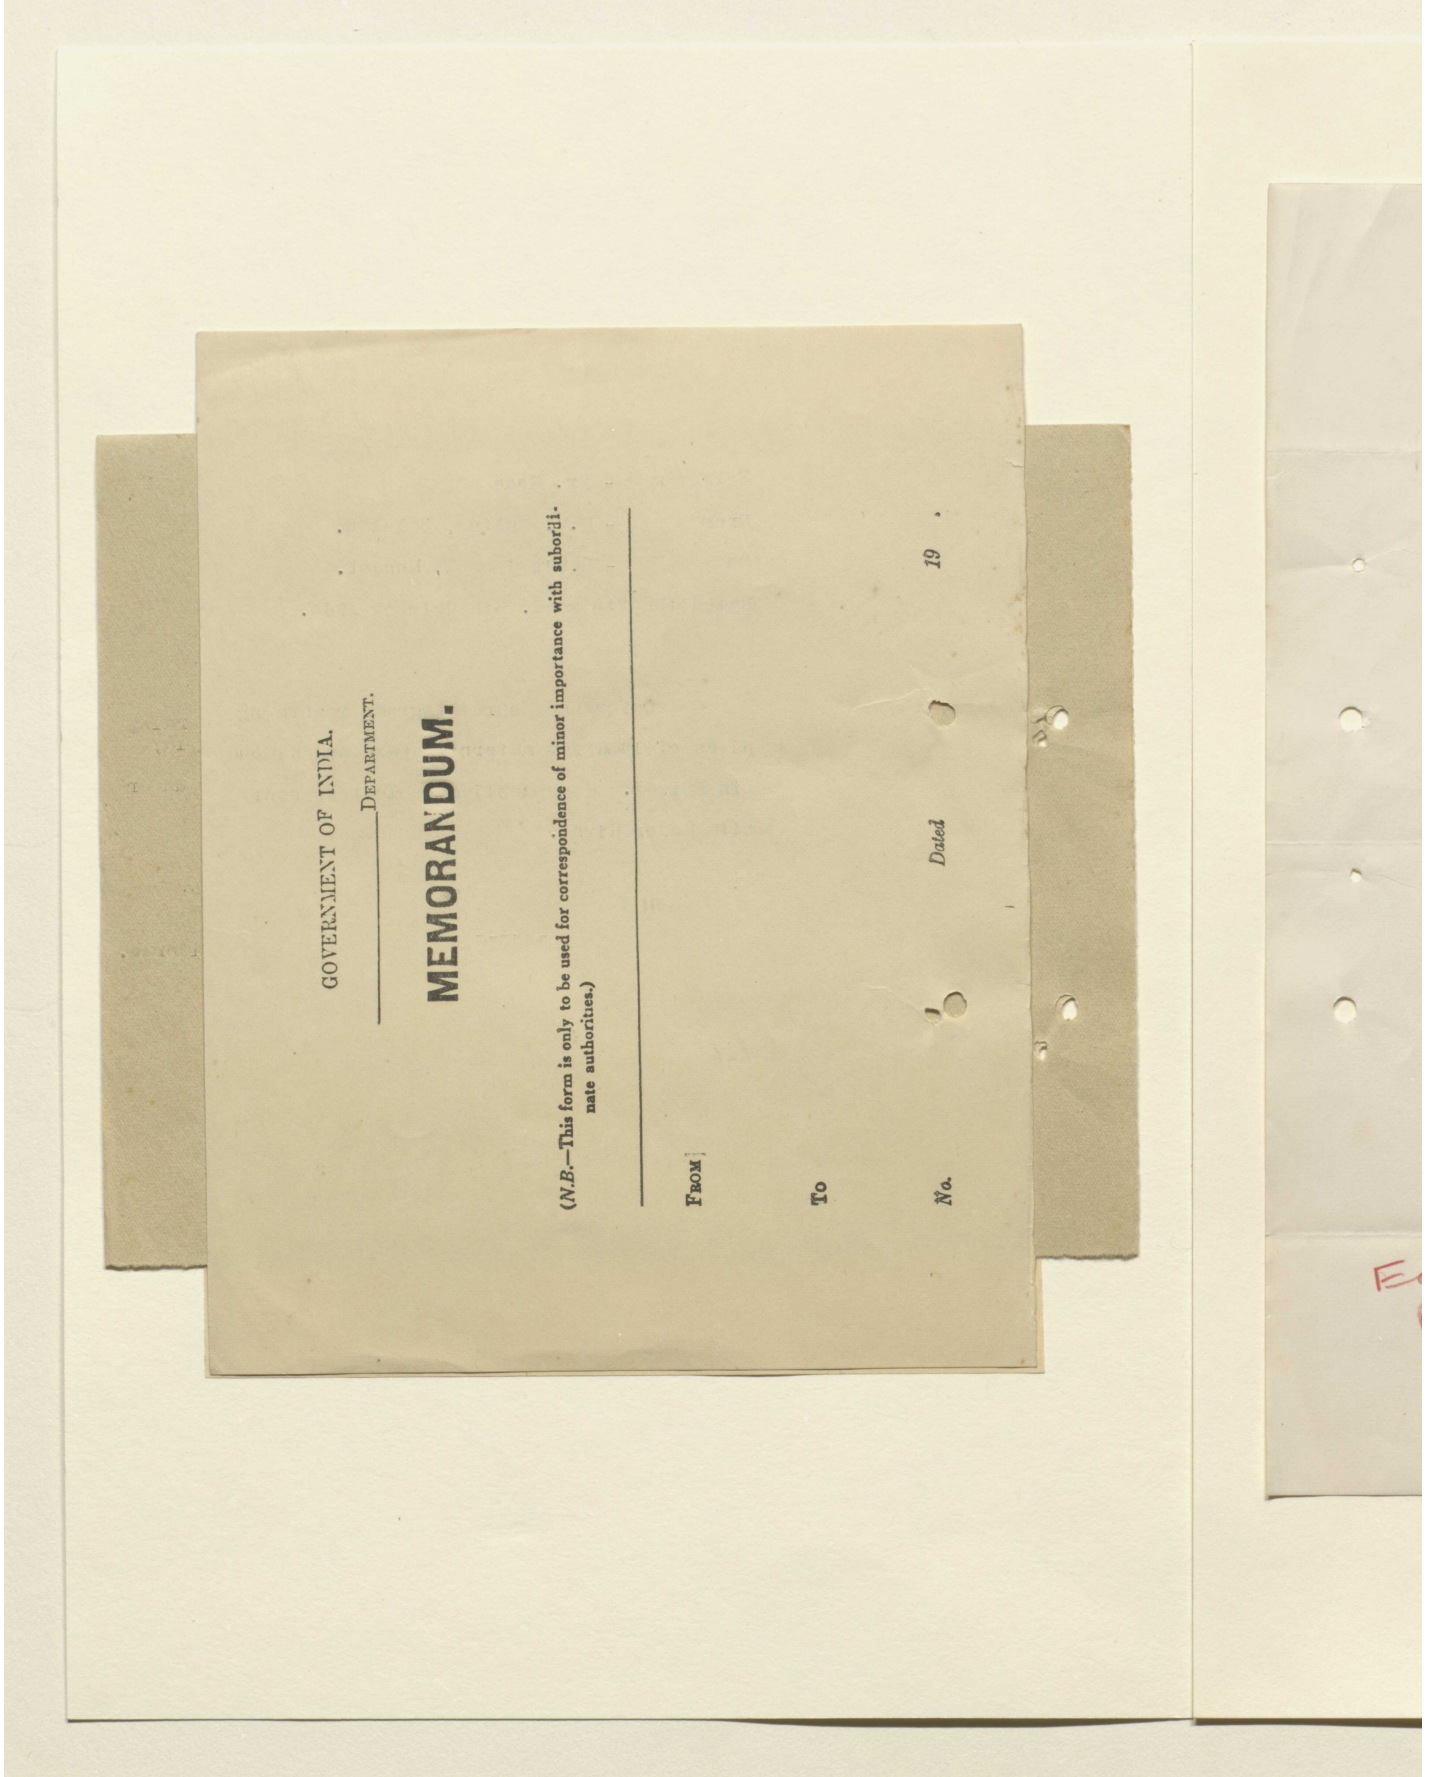 GOVERNMENT OF INDIA.
DEPARTMENT.
MEMORANDUM.
(N.B.—This form is only to be used for correspondence of minor importance with subordi-
nate authorities.)
FROM
To
No. Dated 19 .